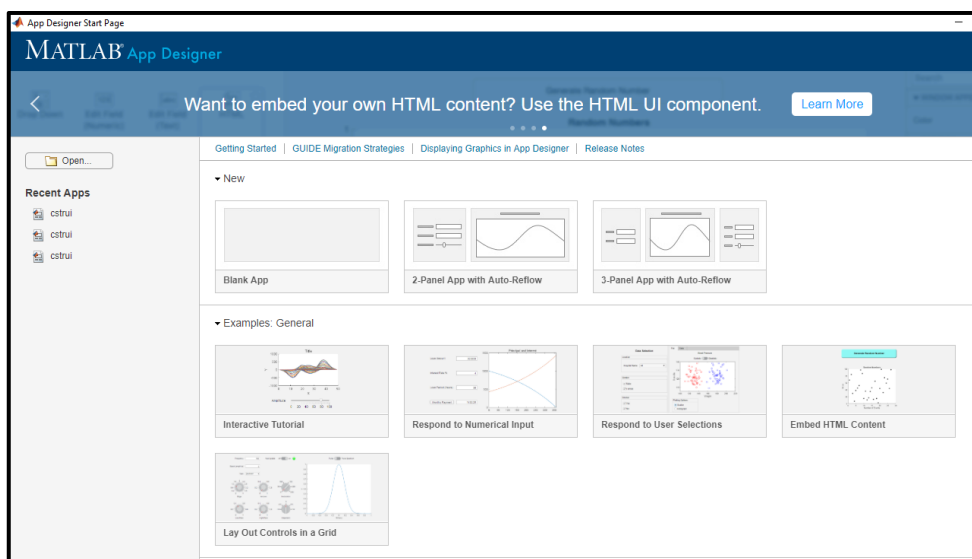 App Designer Start Page
MATLAB® App Designer
Want to embed your own HTML content? Use the HTML UI component.
Learn More
Open...
Recent Apps
cstrui
cstrui
cstrui
Getting Started | GUIDE Migration Strategies | Displaying Graphics in App Designer | Release Notes
New
Blank App
2-Panel App with Auto-Reflow
3-Panel App with Auto-Reflow
Examples: General
Interactive Tutorial
Respond to Numerical Input
Respond to User Selections
Embed HTML Content
Lay Out Controls in a Grid